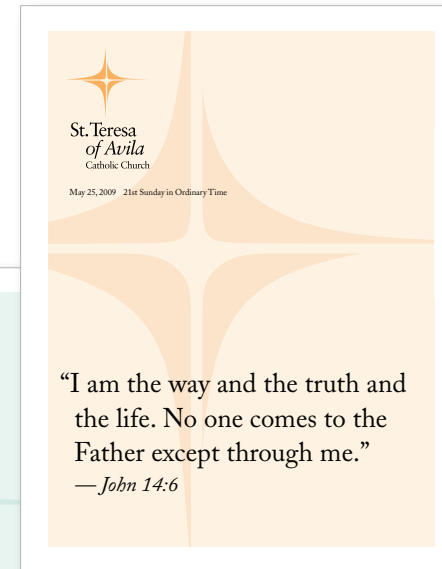 St. Teresa
of Avila
Catholic Church
May 25, 2009 21st Sunday in Ordinary Time
“I am the way and the truth and
the life. No one comes to the
Father except through me.”
— John 14:6